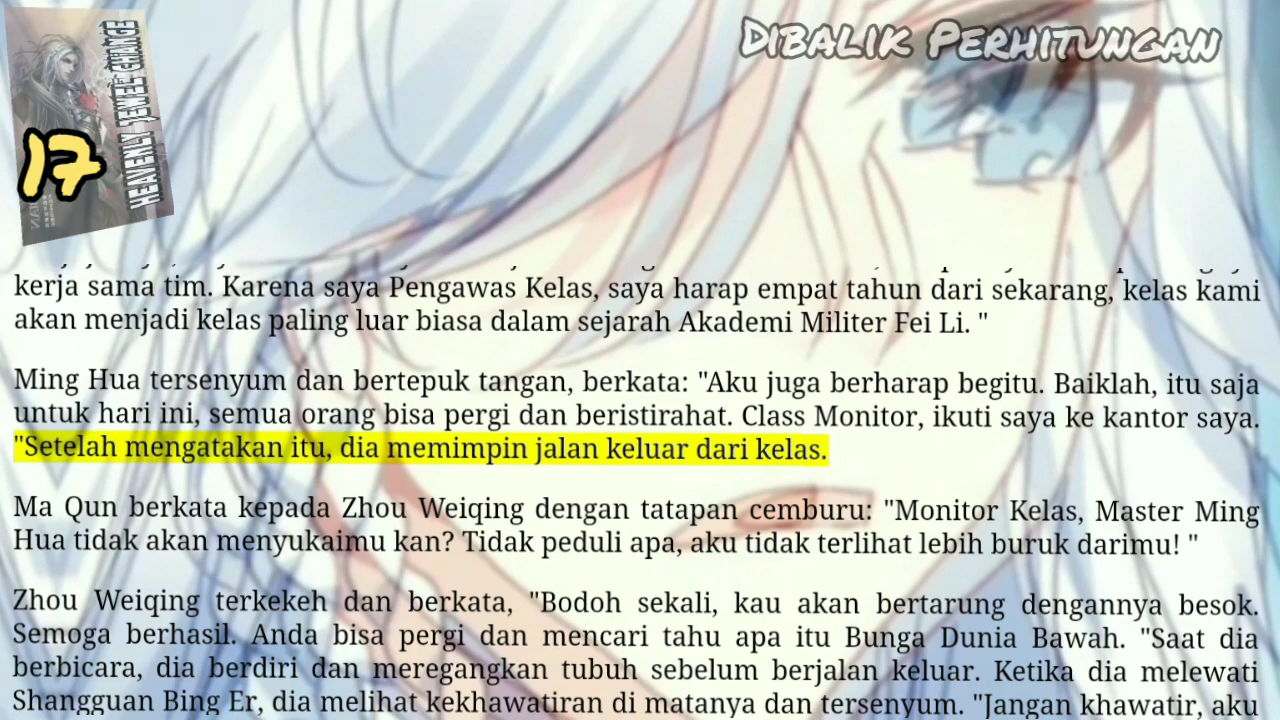 DIBALIK PERHITUNGAN
HEAVENLY JEWEL CHANGE
17
kerja sama tim. Karena saya Pengawas Kelas, saya harap empat tahun dari sekarang, kelas kami
akan menjadi kelas paling luar biasa dalam sejarah Akademi Militer Fei Li. "
Ming Hua tersenyum dan bertepuk tangan, berkata: "Aku juga berharap begitu. Baiklah, itu saja
untuk hari ini, semua orang bisa pergi dan beristirahat. Class Monitor, ikuti saya ke kantor saya.
"Setelah mengatakan itu, dia memimpin jalan keluar dari kelas.
Ma Qun berkata kepada Zhou Weiqing dengan tatapan cemburu: "Monitor Kelas, Master Ming
Hua tidak akan menyukaimu kan? Tidak peduli apa, aku tidak terlihat lebih buruk darimu! "
Zhou Weiqing terkekeh dan berkata, "Bodoh sekali, kau akan bertarung dengannya besok.
Semoga berhasil. Anda bisa pergi dan mencari tahu apa itu Bunga Dunia Bawah. "Saat dia
berbicara, dia berdiri dan meregangkan tubuh sebelum berjalan keluar. Ketika dia melewati
Shangguan Bing Er, dia melihat kekhawatiran di matanya dan tersenyum. "Jangan khawatir, aku